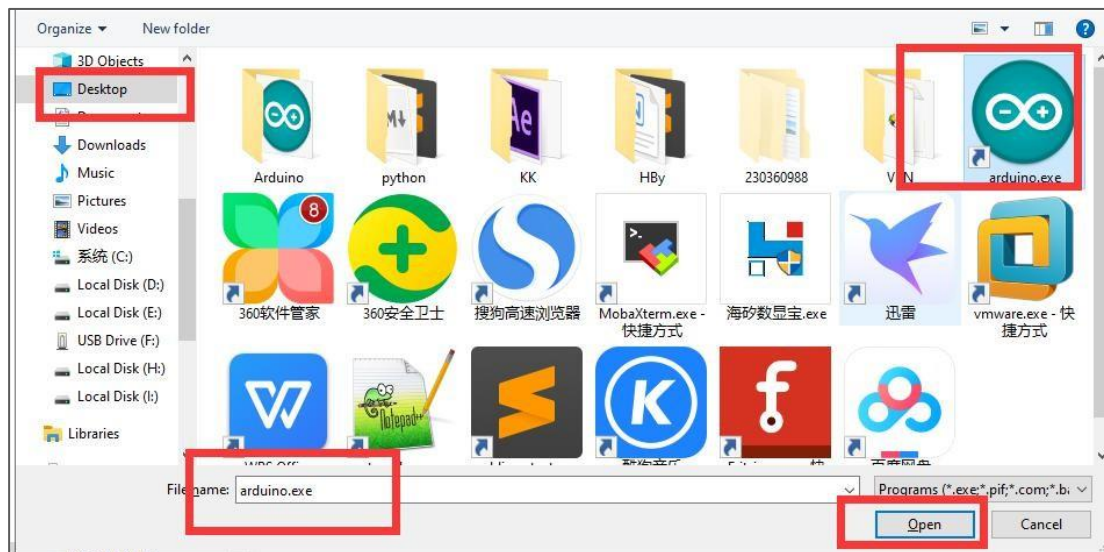 Organize
New folder
?
3D Objects
Desktop
Downloads
Music
Pictures
Videos
系统 (C:)
Local Disk (D:)
Local Disk (E:)
USB Drive (F:)
Local Disk (H:)
Local Disk (I:)
Libraries
M↓
Ae
Arduino
python
KK
HBy
230360988
arduino.exe
8
>_
360软件管家
360安全卫士
搜狗高速浏览器
MobaXterm.exe -
快捷方式
海矽数显宝.exe
迅雷
vmware.exe - 快
捷方式
W
Notepad++
S
K
f
File name:
arduino.exe
Programs (*.exe;*.pif;*.com;*.b
Open
Cancel